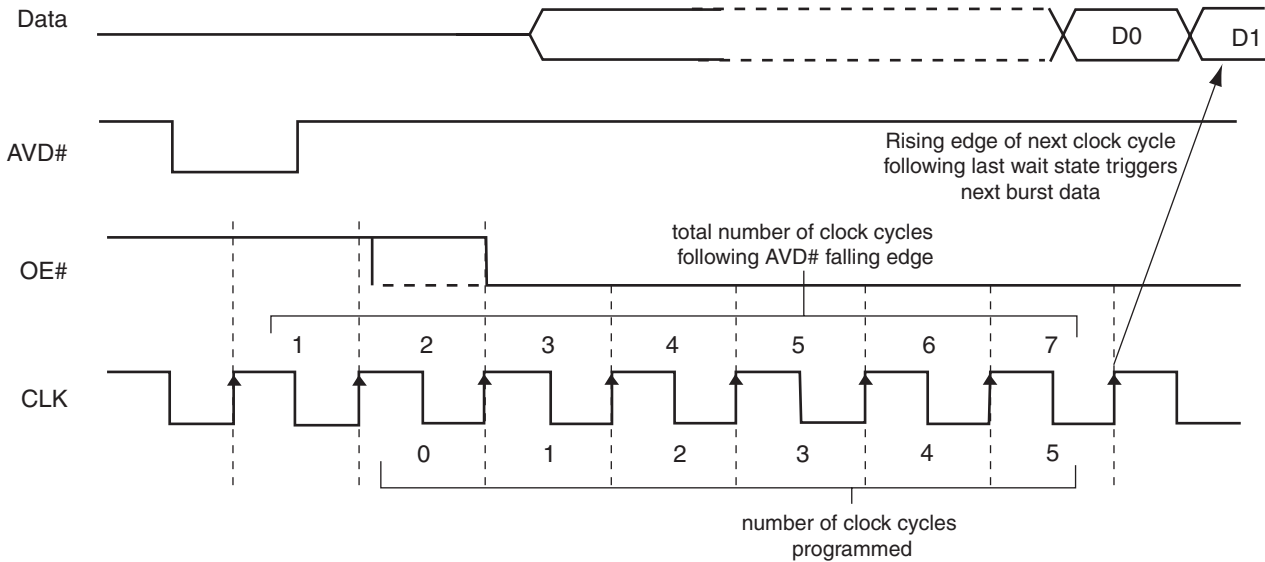 Data
D0
D1
AVD#
Rising edge of next clock cycle
following last wait state triggers
next burst data
total number of clock cycles
following AVD# falling edge
OE#
1 2 3 4 5 6 7
CLK
0 1 2 3 4 5
number of clock cycles
programmed